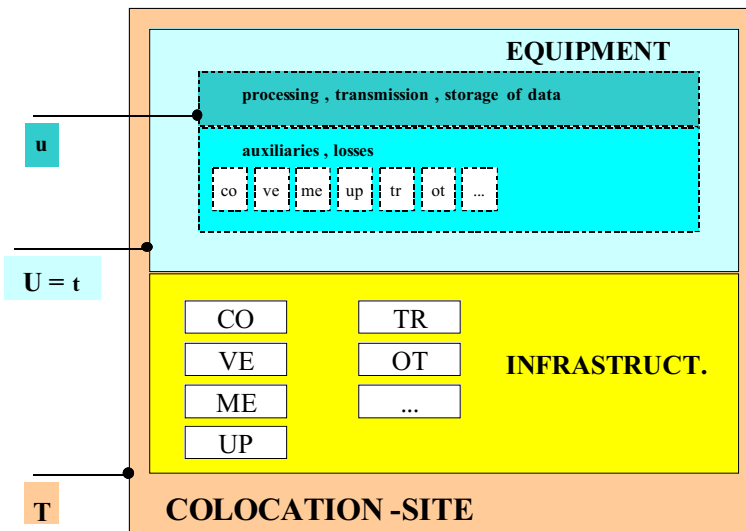 EQUIPMENT
processing , transmission , storage of data
u
auxiliaries , losses
co ve me up tr ot ...
U = t
CO TR
VE OT
INFRASTRUCT.
ME ...
UP
T
COLOCATION -SITE